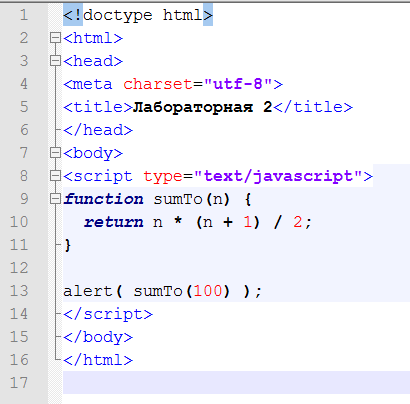 1 <!doctype html>
2 <html>
3 <head>
4 <meta charset="utf-8">
5 <title>Лабораторная 2</title>
6 </head>
7 <body>
8 <script type="text/javascript">
9 function sumTo(n) {
10   return n * (n + 1) / 2;
11 }
12
13 alert( sumTo(100) );
14 </script>
15 </body>
16 </html>
17